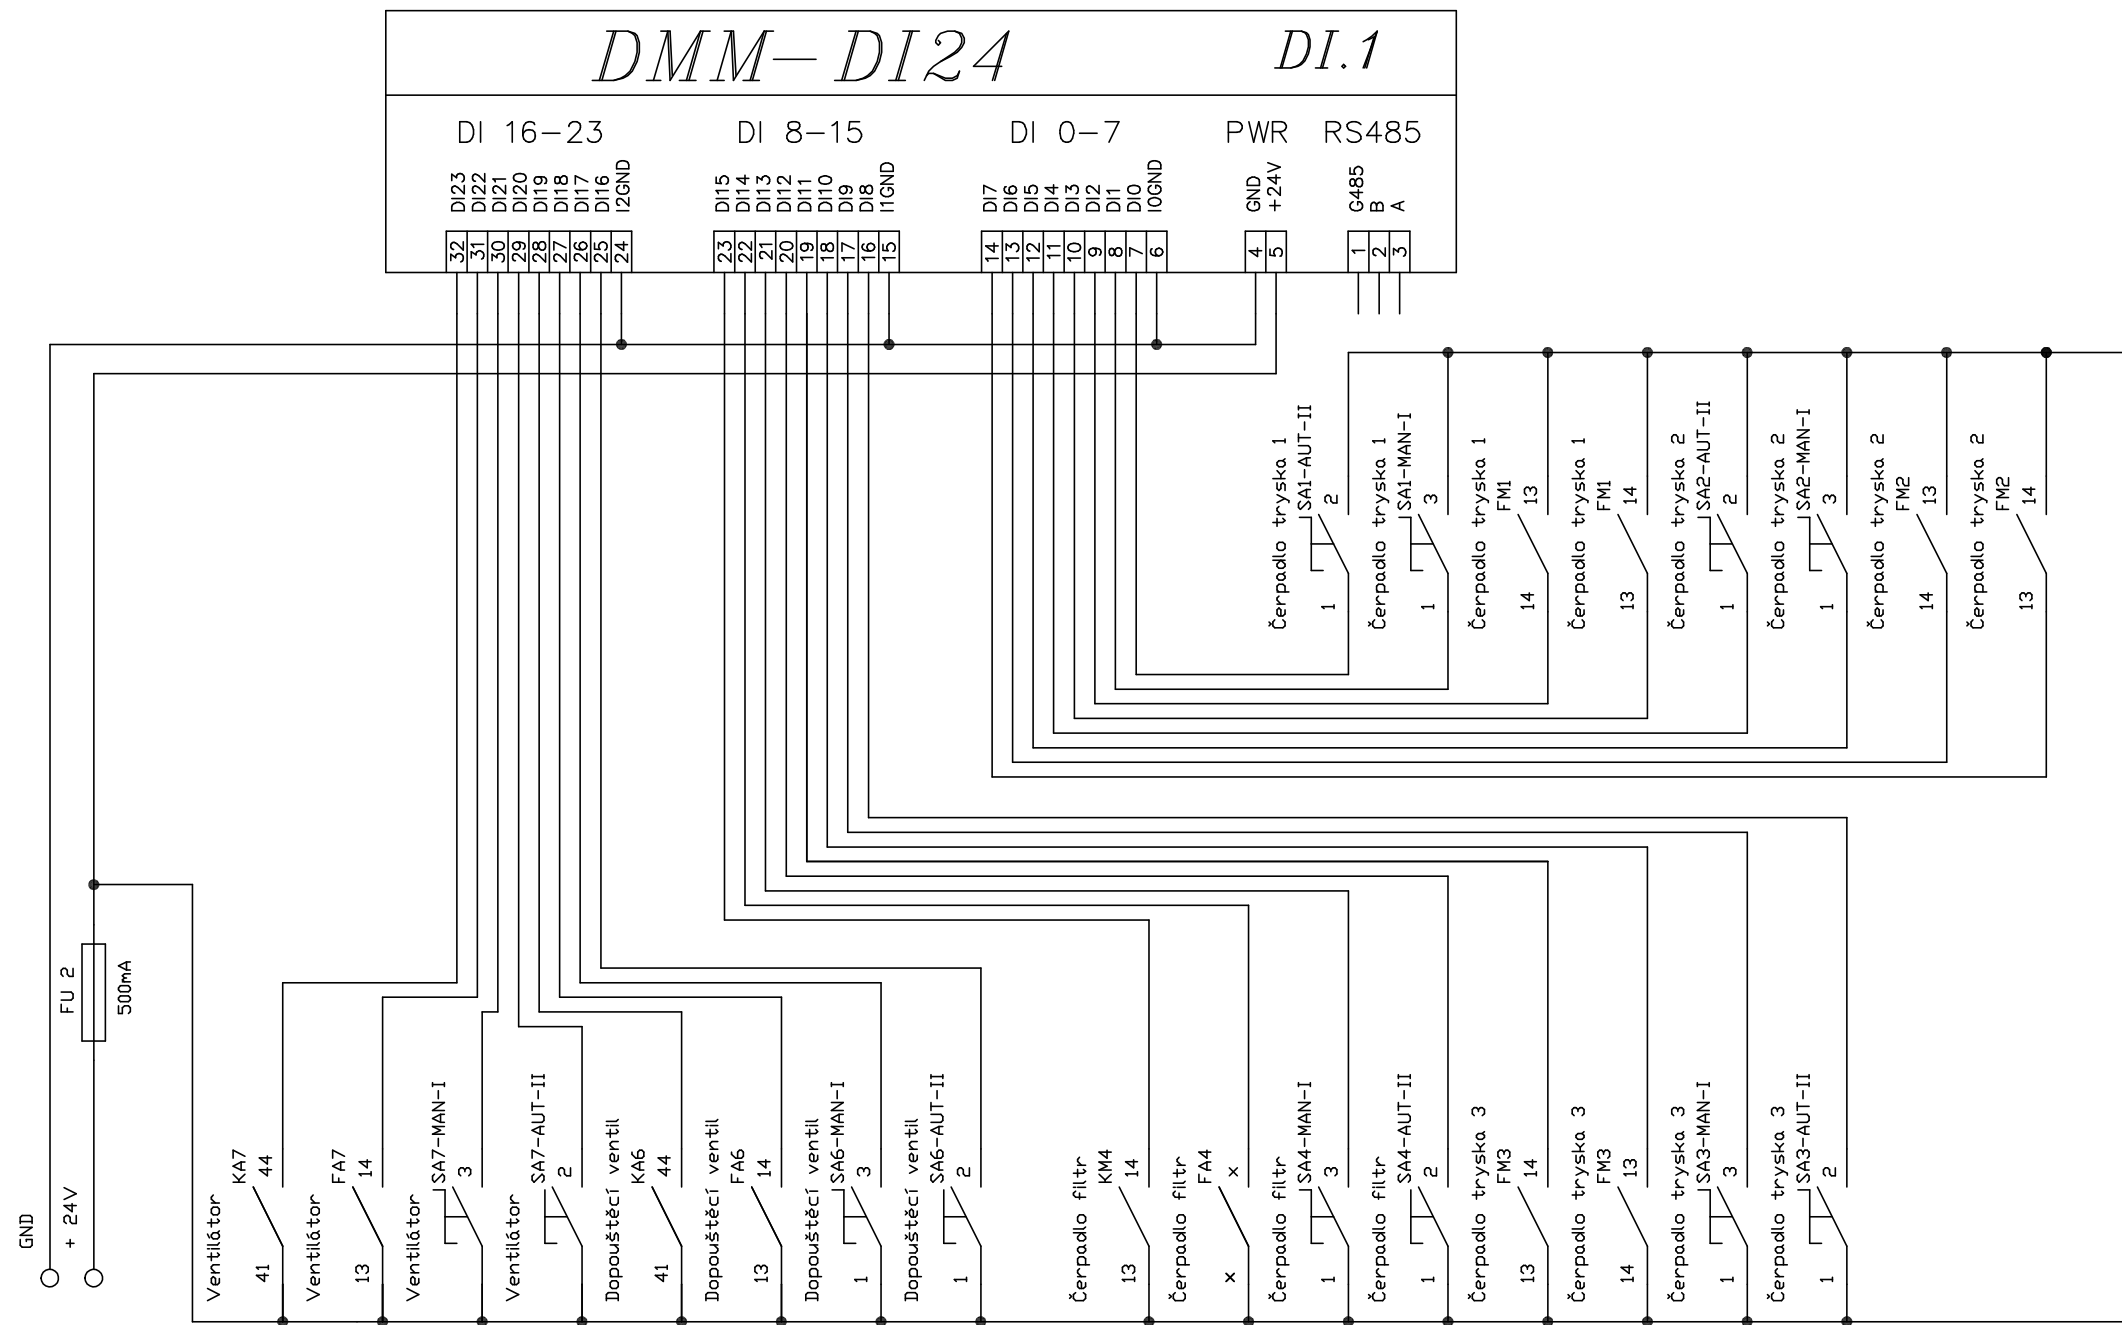 DMM-DI24 DI.1
DI 16-23 DI 8-15 DI 0-7 PWR RS485
DI23
DI22
DI21
DI20
DI19
DI18
DI17
DI16
I2GND
DI15
DI14
DI13
DI12
DI11
DI10
DI9
DI8
I1GND
DI7
DI6
DI5
DI4
DI3
DI2
DI1
DI0
I0GND
GND
+24V
G485
B
A
32
31
30
29
28
27
26
25
24
23
22
21
20
19
18
17
16
15
14
13
12
11
10
9
8
7
6
4
5
1
2
3
Čerpadlo tryska 1
SA1-AUT-II
1 2
Čerpadlo tryska 1
SA1-MAN-I
1 3
Čerpadlo tryska 1
FM1
14 13
Čerpadlo tryska 1
FM1
13 14
Čerpadlo tryska 2
SA2-AUT-II
1 2
Čerpadlo tryska 2
SA2-MAN-I
1 3
Čerpadlo tryska 2
FM2
14 13
Čerpadlo tryska 2
FM2
13 14
GND
+ 24V
FU 2
500mA
Ventilátor
KA7
41 44
Ventilátor
FA7
13 14
Ventilátor
SA7-MAN-I
3
Ventilátor
SA7-AUT-II
2
Dopouštěcí ventil
KA6
41 44
Dopouštěcí ventil
FA6
13 14
Dopouštěcí ventil
SA6-MAN-I
1 3
Dopouštěcí ventil
SA6-AUT-II
1 2
Čerpadlo filtr
KM4
13 14
Čerpadlo filtr
FA4
x x
Čerpadlo filtr
SA4-MAN-I
1 3
Čerpadlo filtr
SA4-AUT-II
1 2
Čerpadlo tryska 3
FM3
13 14
Čerpadlo tryska 3
FM3
14 13
Čerpadlo tryska 3
SA3-MAN-I
1 3
Čerpadlo tryska 3
SA3-AUT-II
1 2